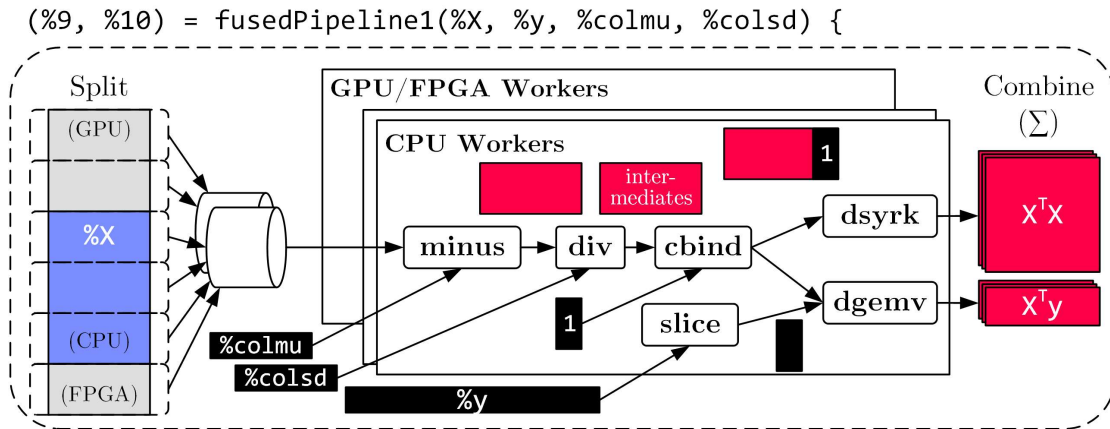 (%9, %10) = fusedPipeline1(%X, %y, %colmu, %colsd) {
Split
(GPU)
%X
(CPU)
(FPGA)
GPU/FPGA Workers
CPU Workers
inter-
mediates
1
minus
div
cbind
dsyrk
dgemv
slice
1
%colmu
%colsd
%y
Combine
(∑)
XᵀX
Xᵀy